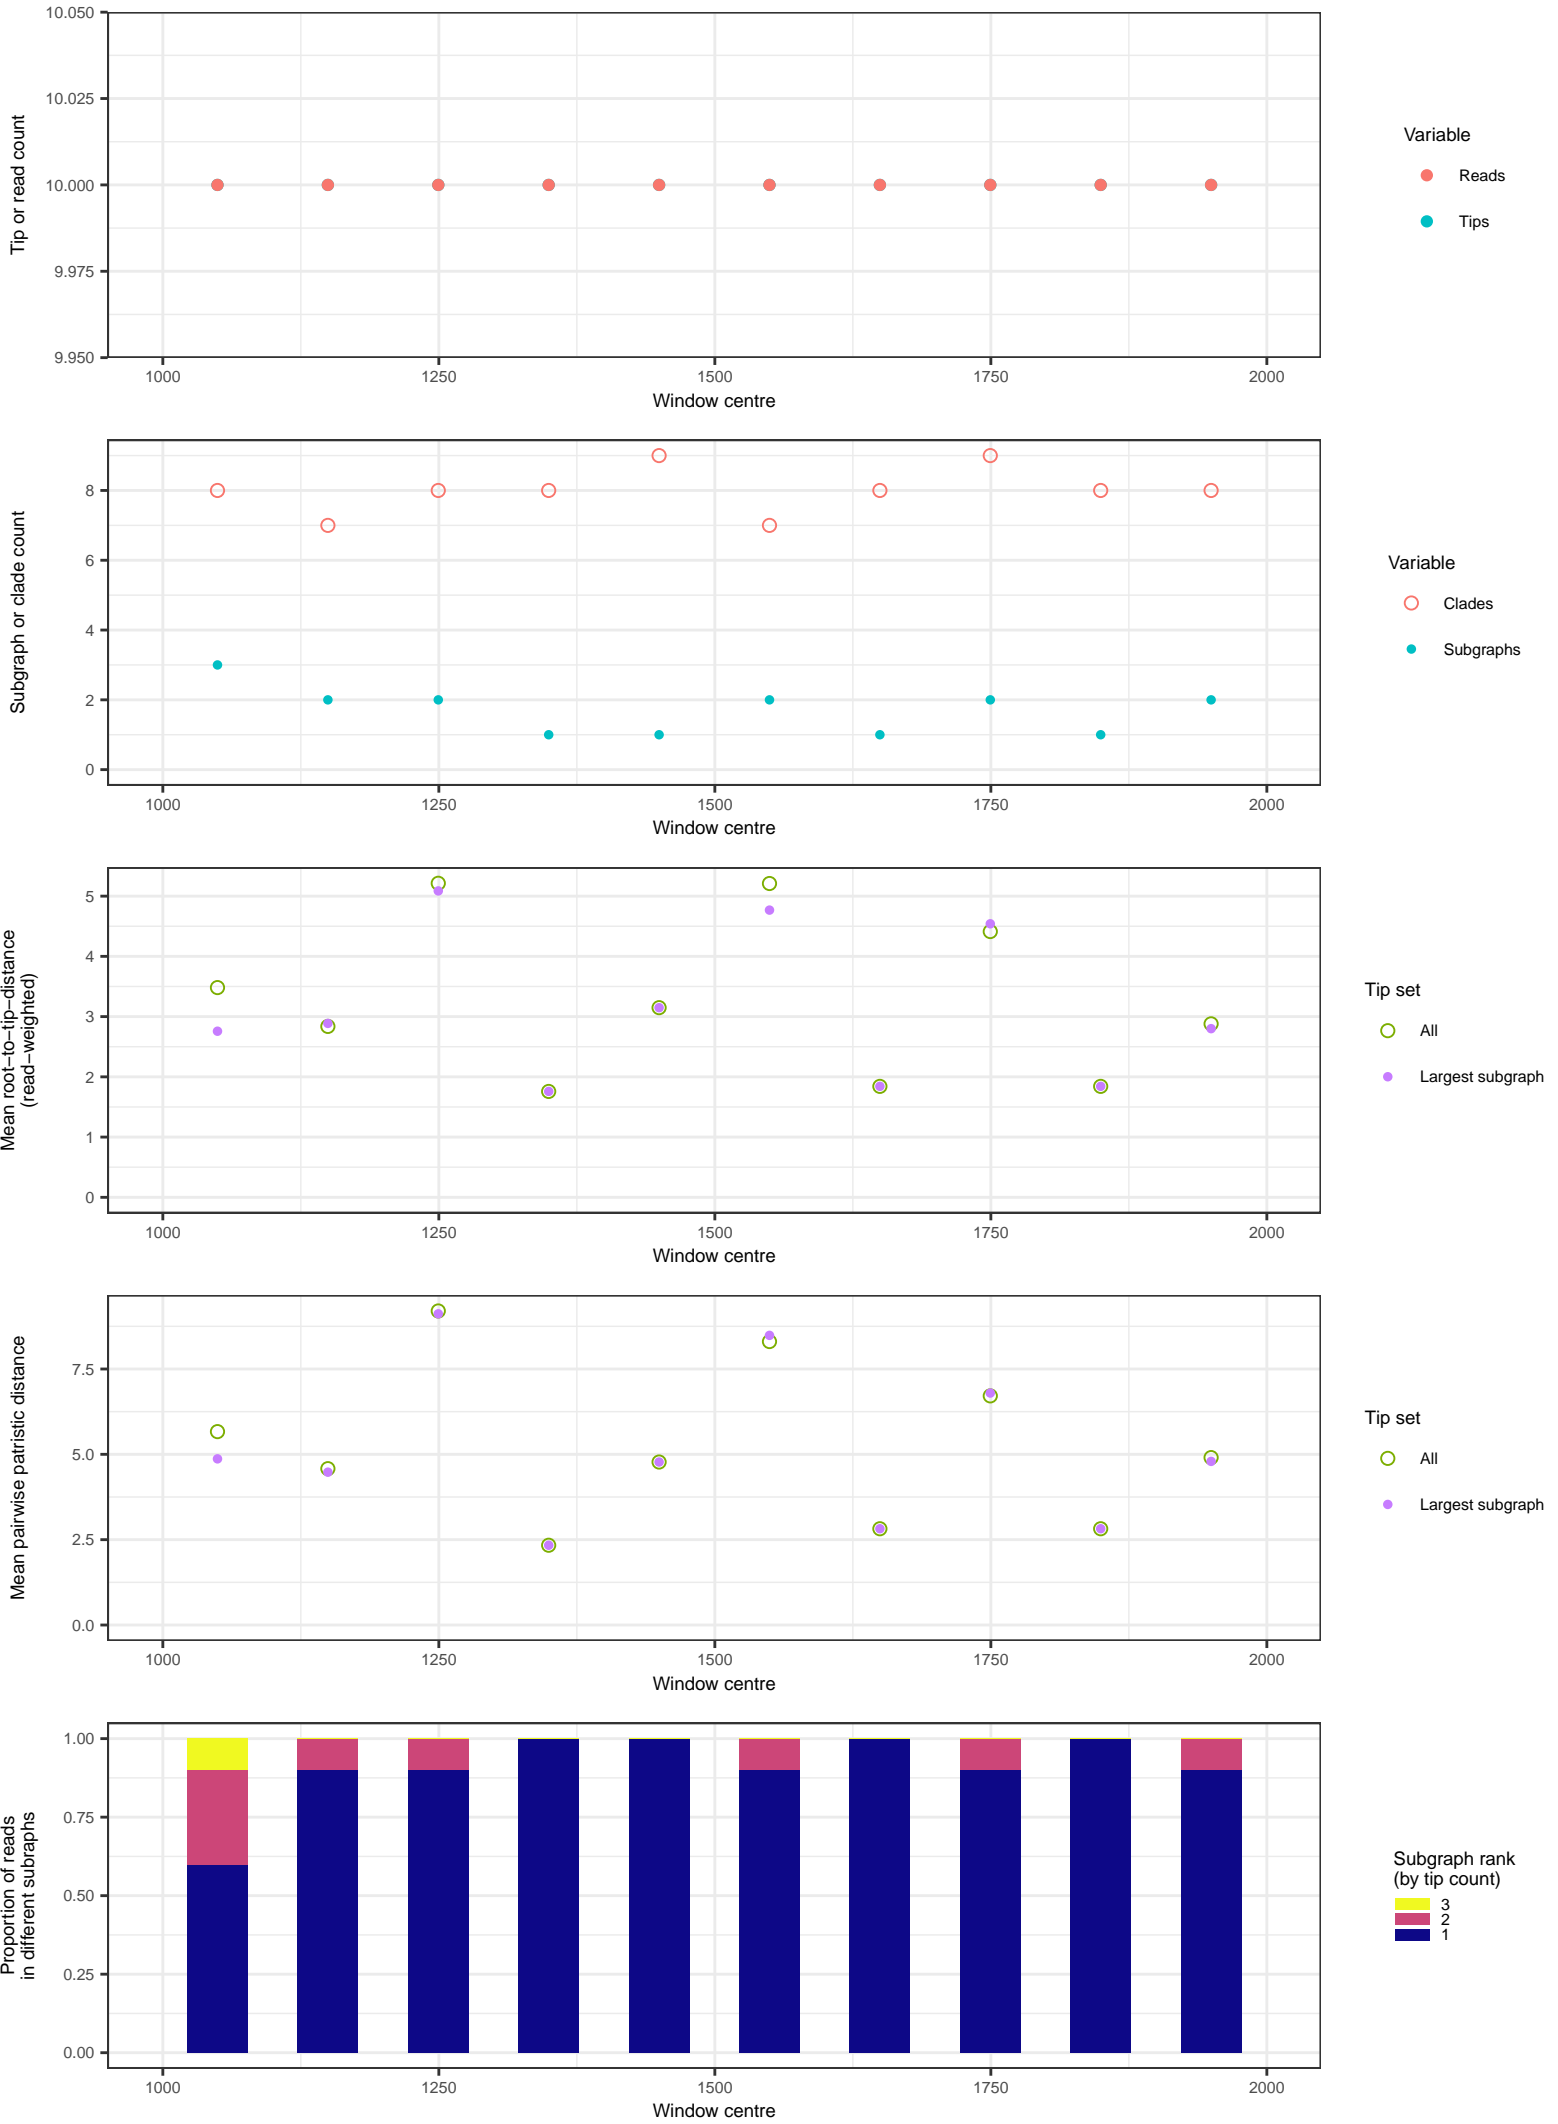 10.050
10.025
10.000
9.975
9.950
Tip or read count
1000 1250 1500 1750 2000
Window centre
Variable
Reads
Tips
8
6
4
2
0
Subgraph or clade count
1000 1250 1500 1750 2000
Window centre
Variable
Clades
Subgraphs
5
4
3
2
1
0
Mean root−to−tip−distance
(read−weighted)
1000 1250 1500 1750 2000
Window centre
Tip set
All
Largest subgraph
7.5
5.0
2.5
0.0
Mean pairwise patristic distance
1000 1250 1500 1750 2000
Window centre
Tip set
All
Largest subgraph
1.00
0.75
0.50
0.25
0.00
Proportion of reads
in different subraphs
1000 1250 1500 1750 2000
Window centre
Subgraph rank
(by tip count)
3
2
1